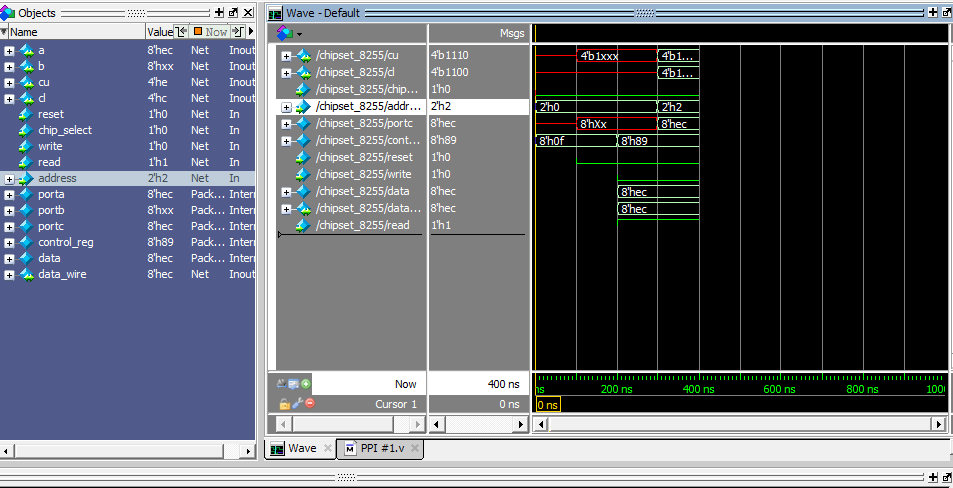 Objects
Name Value Now
a 8'hec Net Inout
b 8'hxx Net Inout
cu 4'he Net Inout
cl 4'hc Net Inout
reset 1'h0 Net In
chip_select 1'h0 Net In
write 1'h0 Net In
read 1'h1 Net In
address 2'h2 Net In
porta 8'hec Pack... Interr
portb 8'hxx Pack... Interr
portc 8'hec Pack... Interr
control_reg 8'h89 Pack... Interr
data 8'hec Pack... Interr
data_wire 8'hec Net Inout
Wave - Default
Msgs
/chipset_8255/cu 4'b1110 4'b1xxx 4'b1...
/chipset_8255/cl 4'b1100 4'b1...
/chipset_8255/chip... 1'h0
/chipset_8255/addr... 2'h2 2'h0 2'h2
/chipset_8255/portc 8'hec 8'hXx 8'hec
/chipset_8255/cont... 8'h89 8'h0f 8'h89
/chipset_8255/reset 1'h0
/chipset_8255/write 1'h0
/chipset_8255/data 8'hec 8'hec
/chipset_8255/data... 8'hec 8'hec
/chipset_8255/read 1'h1
Now 400 ns ns 200 ns 400 ns 600 ns 800 ns 100
Cursor 1 0 ns 0 ns
Wave PPI #1.v